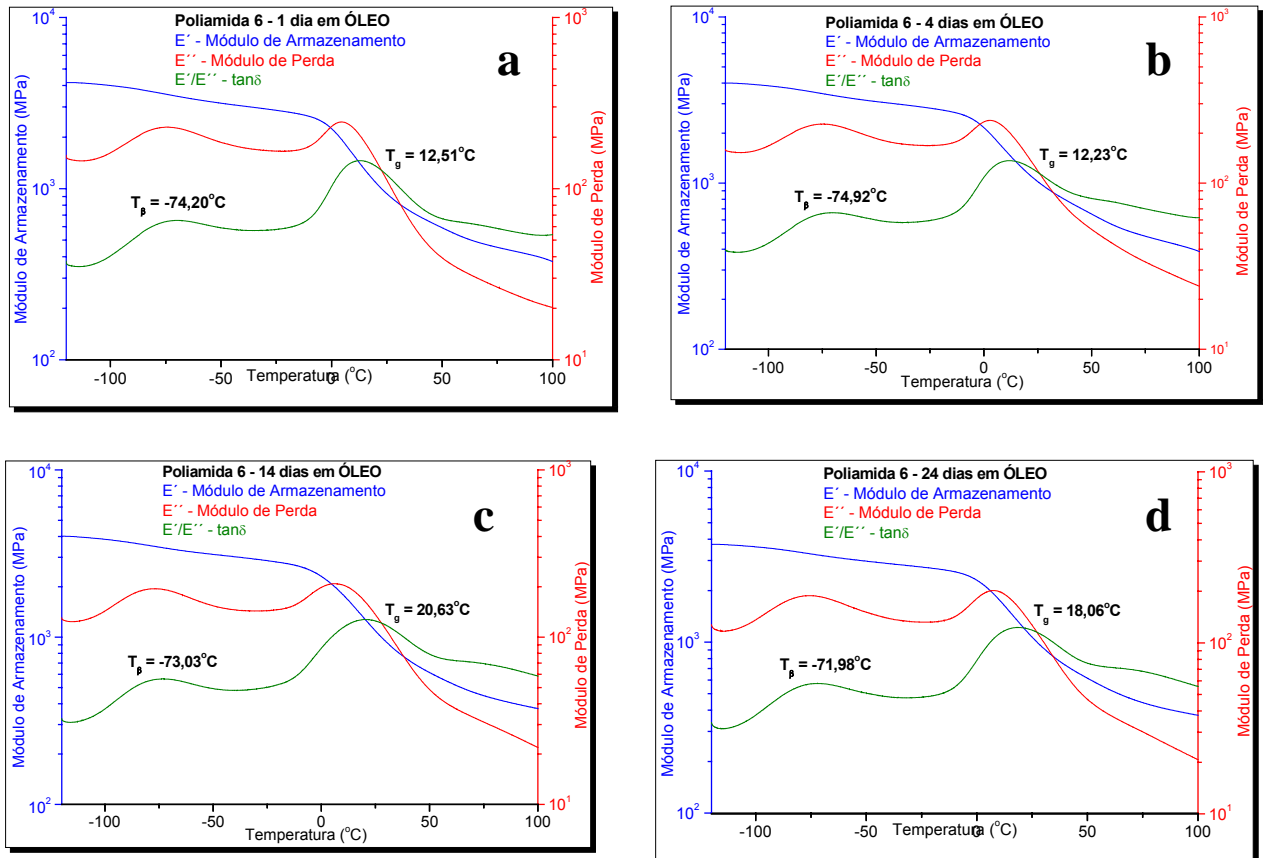 Poliamida 6 - 1 dia em ÓLEO
E´ - Módulo de Armazenamento
E´´ - Módulo de Perda
E´/E´´ - tanδ
a
T_g = 12,51°C
T_β = -74,20°C
Módulo de Armazenamento (MPa)
Módulo de Perda (MPa)
10^4
10^3
10^2
10^3
10^2
10^1
-100 -50 0 50 100
Temperatura (°C)
Poliamida 6 - 4 dias em ÓLEO
E´ - Módulo de Armazenamento
E´´ - Módulo de Perda
E´/E´´ - tanδ
b
T_g = 12,23°C
T_β = -74,92°C
Módulo de Armazenamento (MPa)
Módulo de Perda (MPa)
10^4
10^3
10^2
10^3
10^2
10^1
-100 -50 0 50 100
Temperatura (°C)
Poliamida 6 - 14 dias em ÓLEO
E´ - Módulo de Armazenamento
E´´ - Módulo de Perda
E´/E´´ - tanδ
c
T_g = 20,63°C
T_β = -73,03°C
Módulo de Armazenamento (MPa)
Módulo de Perda (MPa)
10^4
10^3
10^2
10^3
10^2
10^1
-100 -50 0 50 100
Temperatura (°C)
Poliamida 6 - 24 dias em ÓLEO
E´ - Módulo de Armazenamento
E´´ - Módulo de Perda
E´/E´´ - tanδ
d
T_g = 18,06°C
T_β = -71,98°C
Módulo de Armazenamento (MPa)
Módulo de Perda (MPa)
10^4
10^3
10^2
10^3
10^2
10^1
-100 -50 0 50 100
Temperatura (°C)